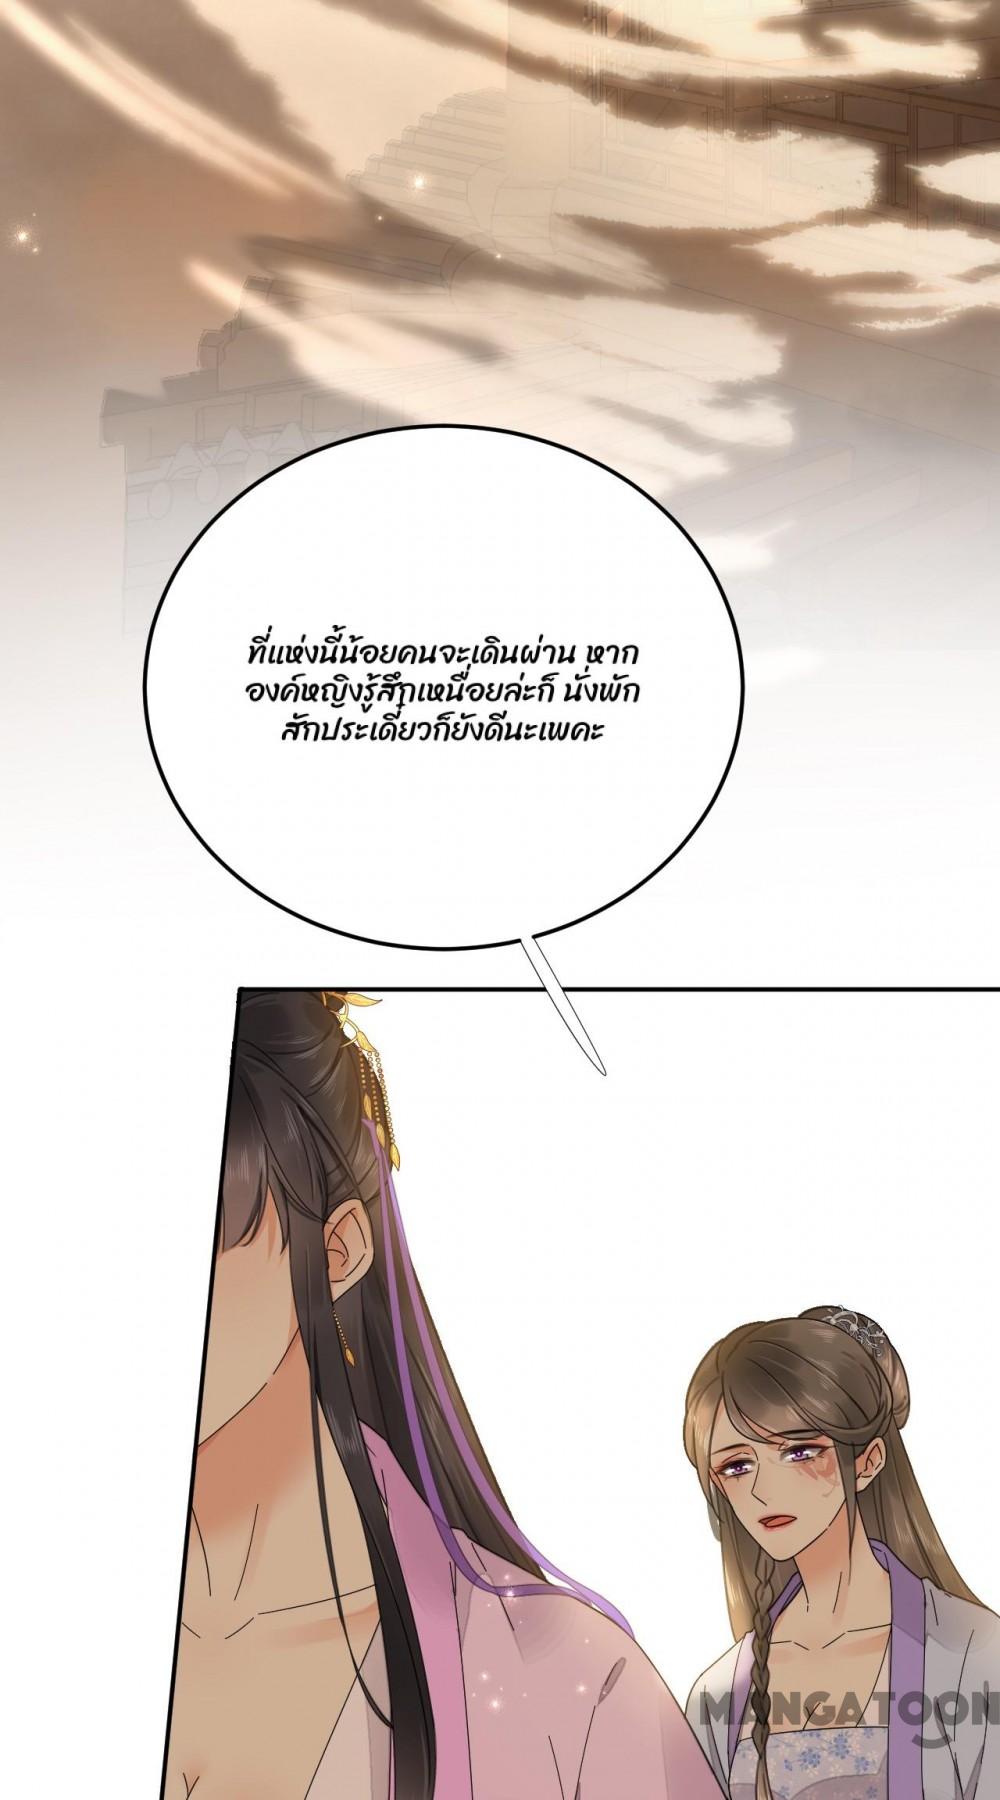 ที่แห่งนี้น้อยคนจะเดินผ่าน หาก
องค์หญิงรู้สึกเหนื่อยล่ะก็ นั่งพัก
สักประเดี๋ยวก็ยังดีนะเพคะ
MANGATOON